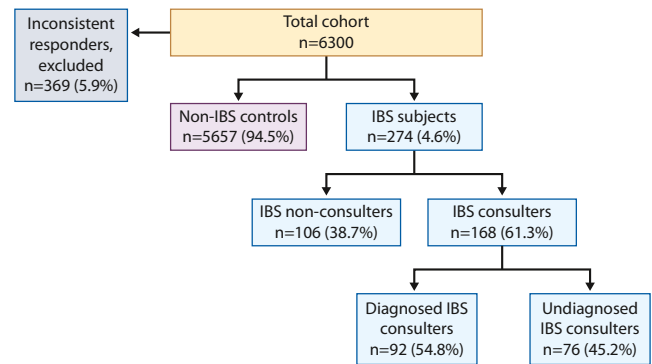 Inconsistent
responders,
excluded
n=369 (5.9%)
Total cohort
n=6300
Non-IBS controls
n=5657 (94.5%)
IBS subjects
n=274 (4.6%)
IBS non-consulters
n=106 (38.7%)
IBS consulters
n=168 (61.3%)
Diagnosed IBS
consulters
n=92 (54.8%)
Undiagnosed
IBS consulters
n=76 (45.2%)